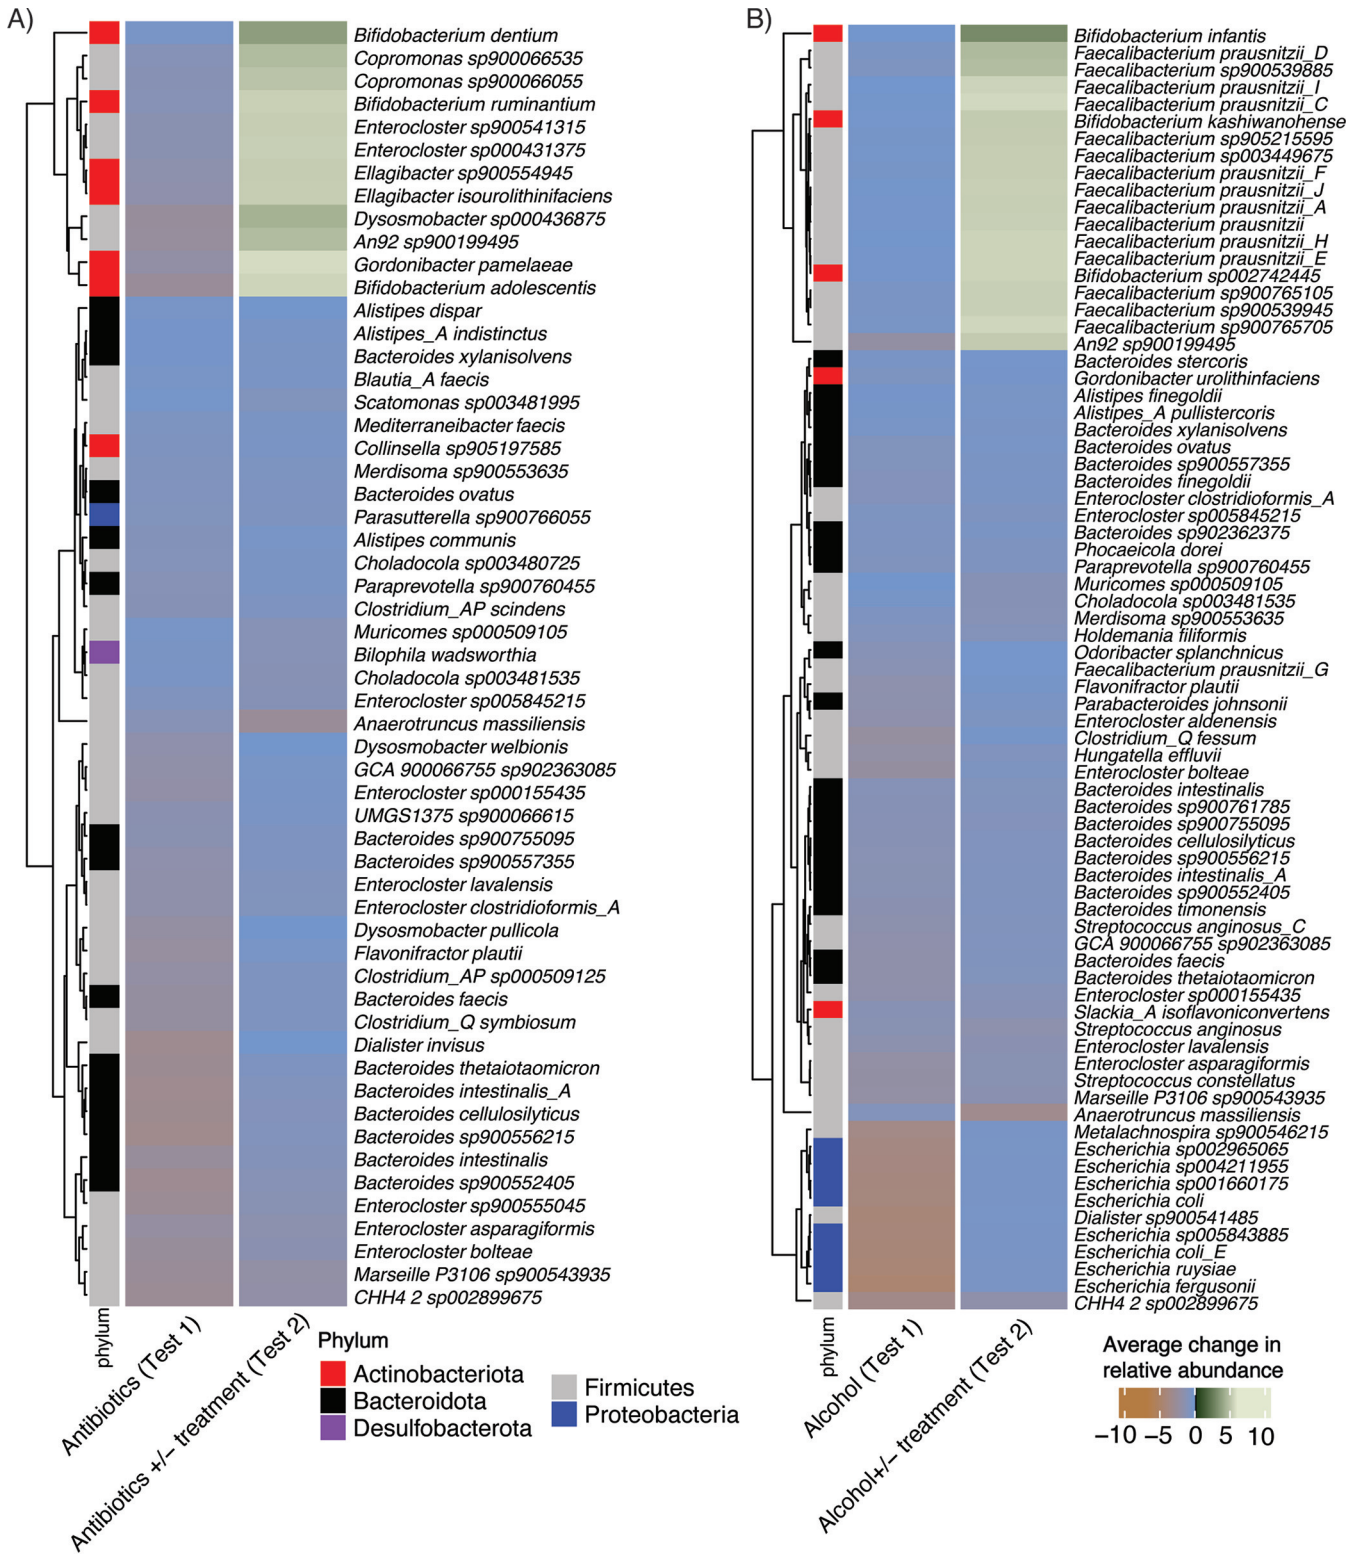 A)
Bifidobacterium dentium
Copromonas sp900066535
Copromonas sp900066055
Bifidobacterium ruminantium
Enterocloster sp900541315
Enterocloster sp000431375
Ellagibacter sp900554945
Ellagibacter isourolithinifaciens
Dysosmobacter sp000436875
An92 sp900199495
Gordonibacter pamelaeae
Bifidobacterium adolescentis
Alistipes dispar
Alistipes_A indistinctus
Bacteroides xylanisolvens
Blautia_A faecis
Scatomonas sp003481995
Mediterraneibacter faecis
Collinsella sp905197585
Merdisoma sp900553635
Bacteroides ovatus
Parasutterella sp900766055
Alistipes communis
Choladocola sp003480725
Paraprevotella sp900760455
Clostridium_AP scindens
Muricomes sp000509105
Bilophila wadsworthia
Choladocola sp003481535
Enterocloster sp005845215
Anaerotruncus massiliensis
Dysosmobacter welbionis
GCA 900066755 sp902363085
Enterocloster sp000155435
UMGS1375 sp900066615
Bacteroides sp900755095
Bacteroides sp900557355
Enterocloster lavalensis
Enterocloster clostridioformis_A
Dysosmobacter pullicola
Flavonifractor plautii
Clostridium_AP sp000509125
Bacteroides faecis
Clostridium_Q symbiosum
Dialister invisus
Bacteroides thetaiotaomicron
Bacteroides intestinalis_A
Bacteroides cellulosilyticus
Bacteroides sp900556215
Bacteroides intestinalis
Bacteroides sp900552405
Enterocloster sp900555045
Enterocloster asparagiformis
Enterocloster bolteae
Marseille P3106 sp900543935
CHH4 2 sp002899675
phylum
Antibiotics (Test 1)
Antibiotics +/− treatment (Test 2)
Phylum
Actinobacteriota
Bacteroidota
Desulfobacterota
Firmicutes
Proteobacteria
B)
Bifidobacterium infantis
Faecalibacterium prausnitzii_D
Faecalibacterium sp900539885
Faecalibacterium prausnitzii_I
Faecalibacterium prausnitzii_C
Bifidobacterium kashiwanohense
Faecalibacterium sp905215595
Faecalibacterium sp003449675
Faecalibacterium prausnitzii_F
Faecalibacterium prausnitzii_J
Faecalibacterium prausnitzii_A
Faecalibacterium prausnitzii
Faecalibacterium prausnitzii_H
Faecalibacterium prausnitzii_E
Bifidobacterium sp002742445
Faecalibacterium sp900765105
Faecalibacterium sp900539945
Faecalibacterium sp900765705
An92 sp900199495
Bacteroides stercoris
Gordonibacter urolithinfaciens
Alistipes finegoldii
Alistipes_A pullistercoris
Bacteroides xylanisolvens
Bacteroides ovatus
Bacteroides sp900557355
Bacteroides finegoldii
Enterocloster clostridioformis_A
Enterocloster sp005845215
Bacteroides sp902362375
Phocaeicola dorei
Paraprevotella sp900760455
Muricomes sp000509105
Choladocola sp003481535
Merdisoma sp900553635
Holdemania filiformis
Odoribacter splanchnicus
Faecalibacterium prausnitzii_G
Flavonifractor plautii
Parabacteroides johnsonii
Enterocloster aldenensis
Clostridium_Q fessum
Hungatella effluvii
Enterocloster bolteae
Bacteroides intestinalis
Bacteroides sp900761785
Bacteroides sp900755095
Bacteroides cellulosilyticus
Bacteroides sp900556215
Bacteroides intestinalis_A
Bacteroides sp900552405
Bacteroides timonensis
Streptococcus anginosus_C
GCA 900066755 sp902363085
Bacteroides faecis
Bacteroides thetaiotaomicron
Enterocloster sp000155435
Slackia_A isoflavoniconvertens
Streptococcus anginosus
Enterocloster lavalensis
Enterocloster asparagiformis
Streptococcus constellatus
Marseille P3106 sp900543935
Anaerotruncus massiliensis
Metalachnospira sp900546215
Escherichia sp002965065
Escherichia sp004211955
Escherichia sp001660175
Escherichia coli
Dialister sp900541485
Escherichia sp005843885
Escherichia coli_E
Escherichia ruysiae
Escherichia fergusonii
CHH4 2 sp002899675
phylum
Alcohol (Test 1)
Alcohol+/− treatment (Test 2)
Average change in
relative abundance
−10 −5 0 5 10